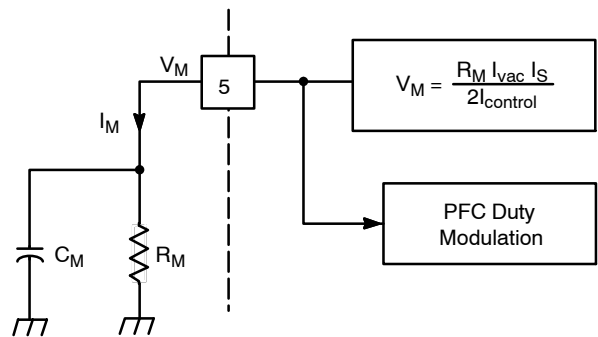 V_M
5
V_M = R_M I_vac I_S / 2I_control
I_M
PFC Duty
Modulation
C_M
R_M